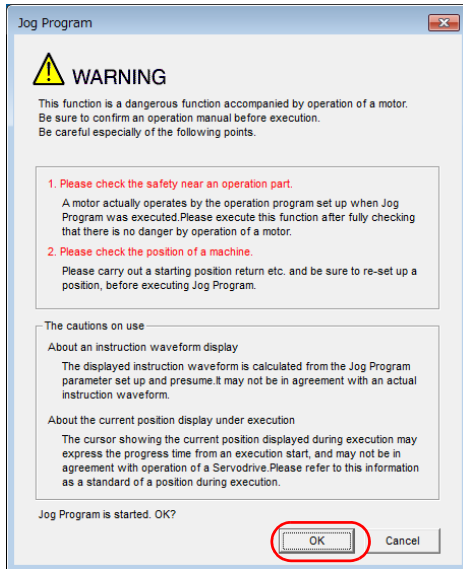 Jog Program
WARNING
This function is a dangerous function accompanied by operation of a motor.
Be sure to confirm an operation manual before execution.
Be careful especially of the following points.
1. Please check the safety near an operation part.
A motor actually operates by the operation program set up when Jog
Program was executed.Please execute this function after fully checking
that there is no danger by operation of a motor.
2. Please check the position of a machine.
Please carry out a starting position return etc. and be sure to re-set up a
position, before executing Jog Program.
The cautions on use
About an instruction waveform display
The displayed instruction waveform is calculated from the Jog Program
parameter set up and presume.It may not be in agreement with an actual
instruction waveform.
About the current position display under execution
The cursor showing the current position displayed during execution may
express the progress time from an execution start, and may not be in
agreement with operation of a Servodrive.Please refer to this information
as a standard of a position during execution.
Jog Program is started. OK?
OK
Cancel